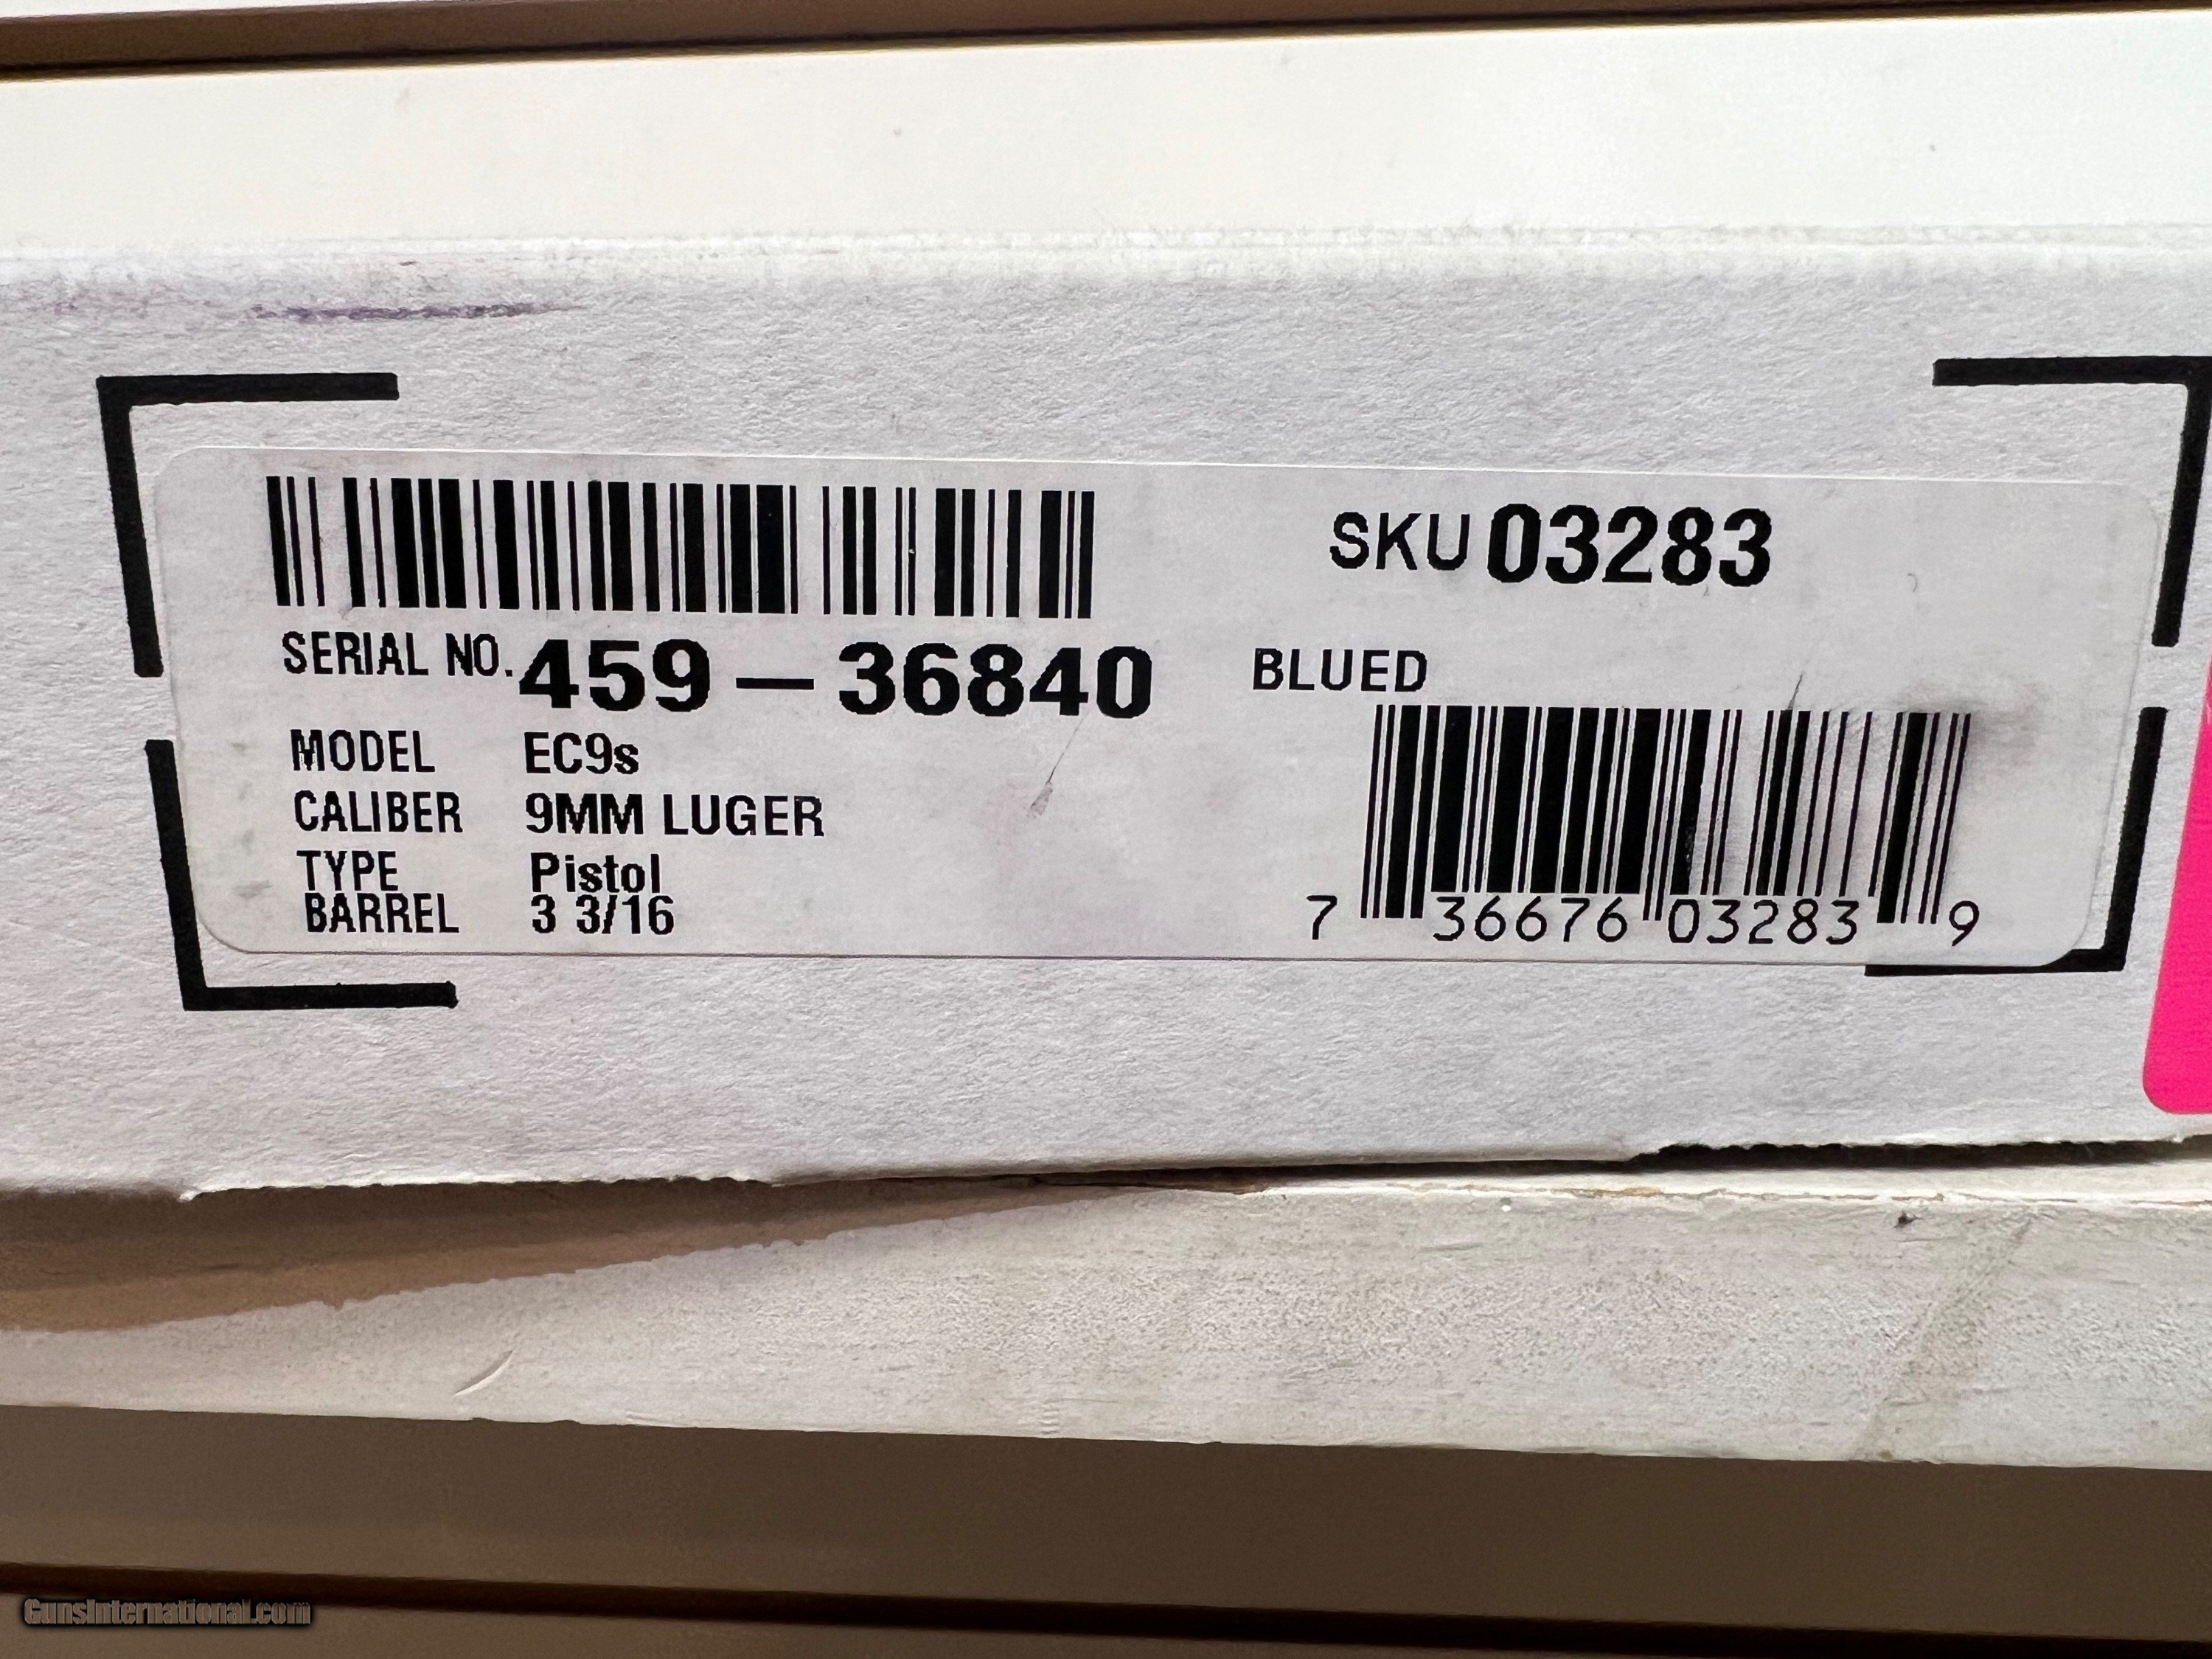 SKU 03283
SERIAL NO. 459-36840
BLUED
MODEL EC9s
CALIBER 9MM LUGER
TYPE Pistol
BARREL 3 3/16
7 36676 03283 9
GunsInternational.com